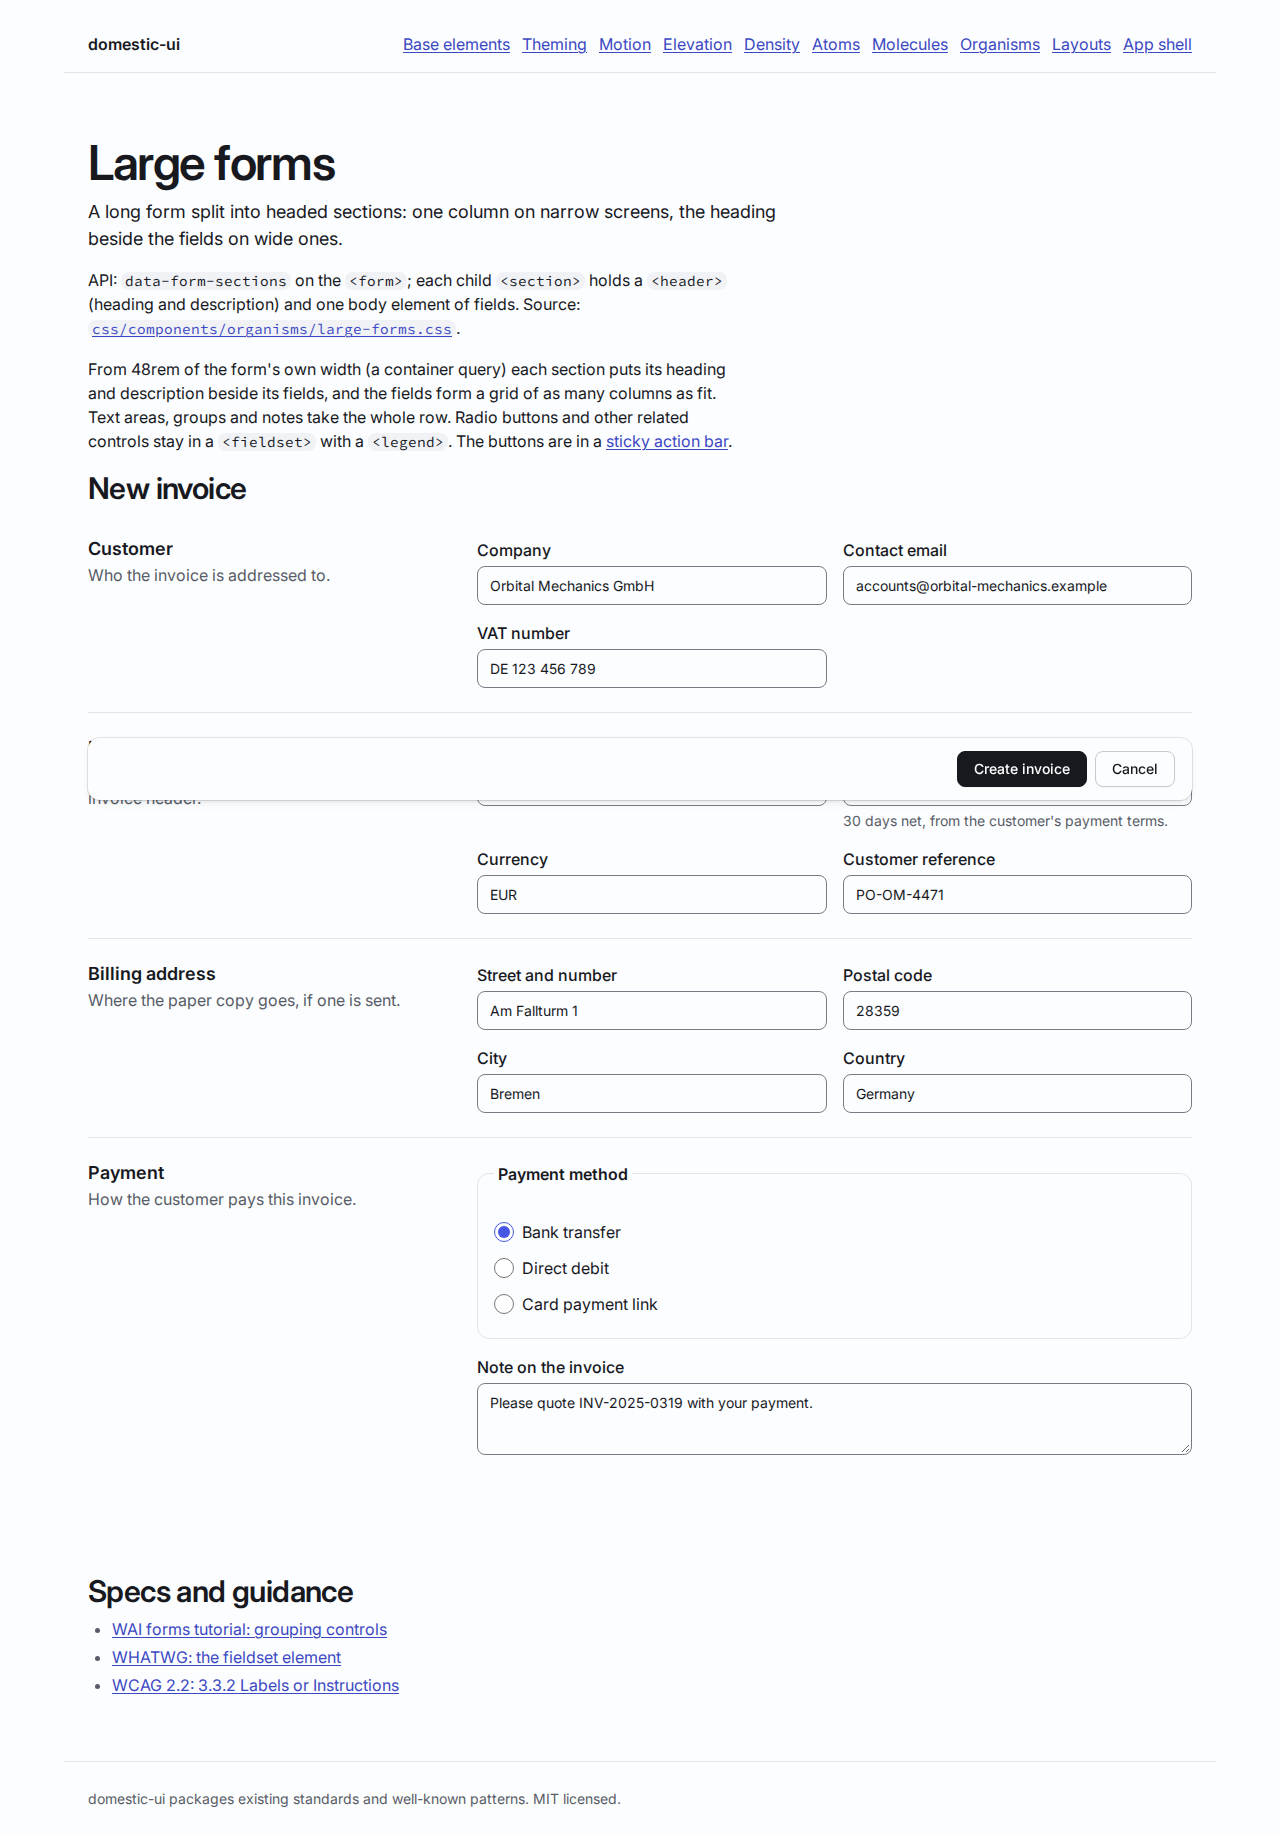 domestic-ui
Base elements Theming Motion Elevation Density Atoms Molecules Organisms Layouts App shell
Large forms
A long form split into headed sections: one column on narrow screens, the heading
beside the fields on wide ones.
API: data-form-sections on the <form>; each child <section> holds a <header>
(heading and description) and one body element of fields. Source:
css/components/organisms/large-forms.css.
From 48rem of the form's own width (a container query) each section puts its heading
and description beside its fields, and the fields form a grid of as many columns as fit.
Text areas, groups and notes take the whole row. Radio buttons and other related
controls stay in a <fieldset> with a <legend>. The buttons are in a sticky action bar.
New invoice
Customer
Who the invoice is addressed to.
Company
Orbital Mechanics GmbH
Contact email
accounts@orbital-mechanics.example
VAT number
DE 123 456 789
Create invoice
Cancel
invoice header.
30 days net, from the customer's payment terms.
Currency
EUR
Customer reference
PO-OM-4471
Billing address
Where the paper copy goes, if one is sent.
Street and number
Am Fallturm 1
Postal code
28359
City
Bremen
Country
Germany
Payment
How the customer pays this invoice.
Payment method
Bank transfer
Direct debit
Card payment link
Note on the invoice
Please quote INV-2025-0319 with your payment.
Specs and guidance
WAI forms tutorial: grouping controls
WHATWG: the fieldset element
WCAG 2.2: 3.3.2 Labels or Instructions
domestic-ui packages existing standards and well-known patterns. MIT licensed.